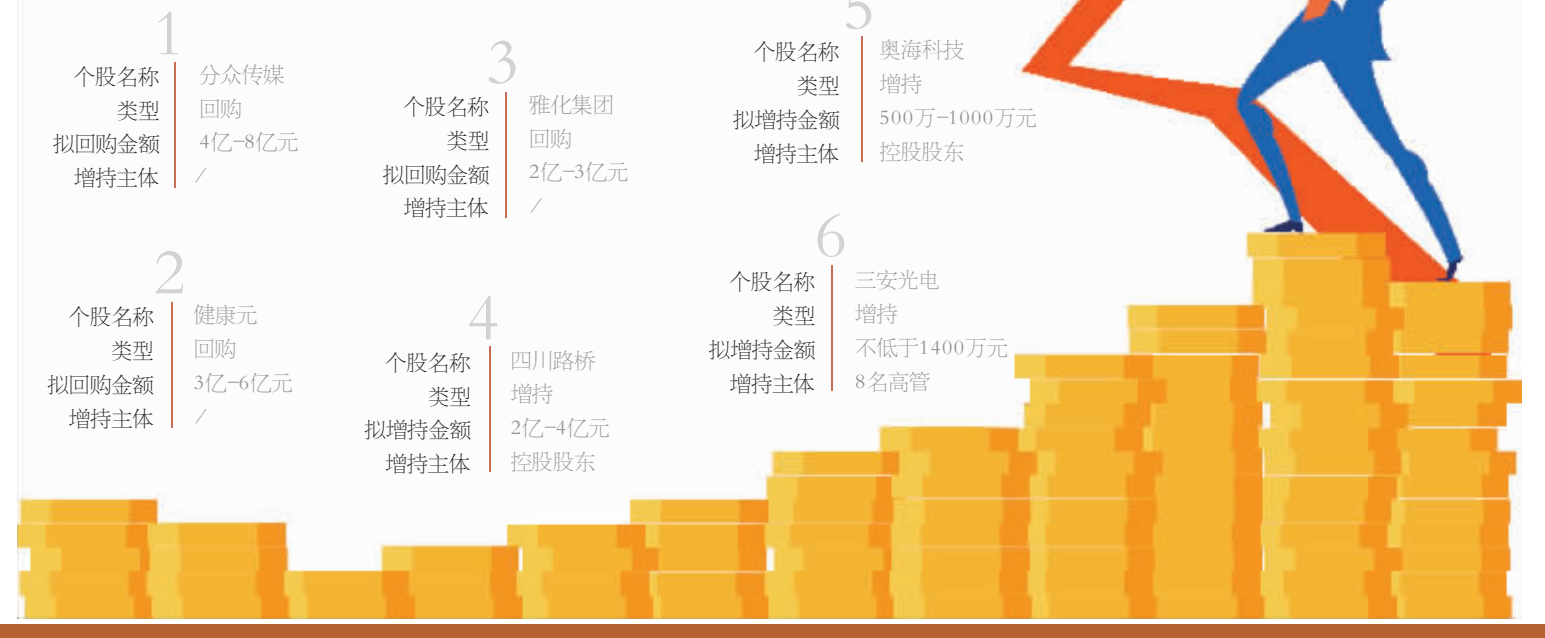 1
个股名称 分众传媒
类型 回购
拟回购金额 4亿-8亿元
增持主体 /
2
个股名称 健康元
类型 回购
拟回购金额 3亿-6亿元
增持主体 /
3
个股名称 雅化集团
类型 回购
拟回购金额 2亿-3亿元
增持主体 /
4
个股名称 四川路桥
类型 增持
拟增持金额 2亿-4亿元
增持主体 控股股东
5
个股名称 奥海科技
类型 增持
拟增持金额 500万-1000万元
增持主体 控股股东
6
个股名称 三安光电
类型 增持
拟增持金额 不低于1400万元
增持主体 8名高管